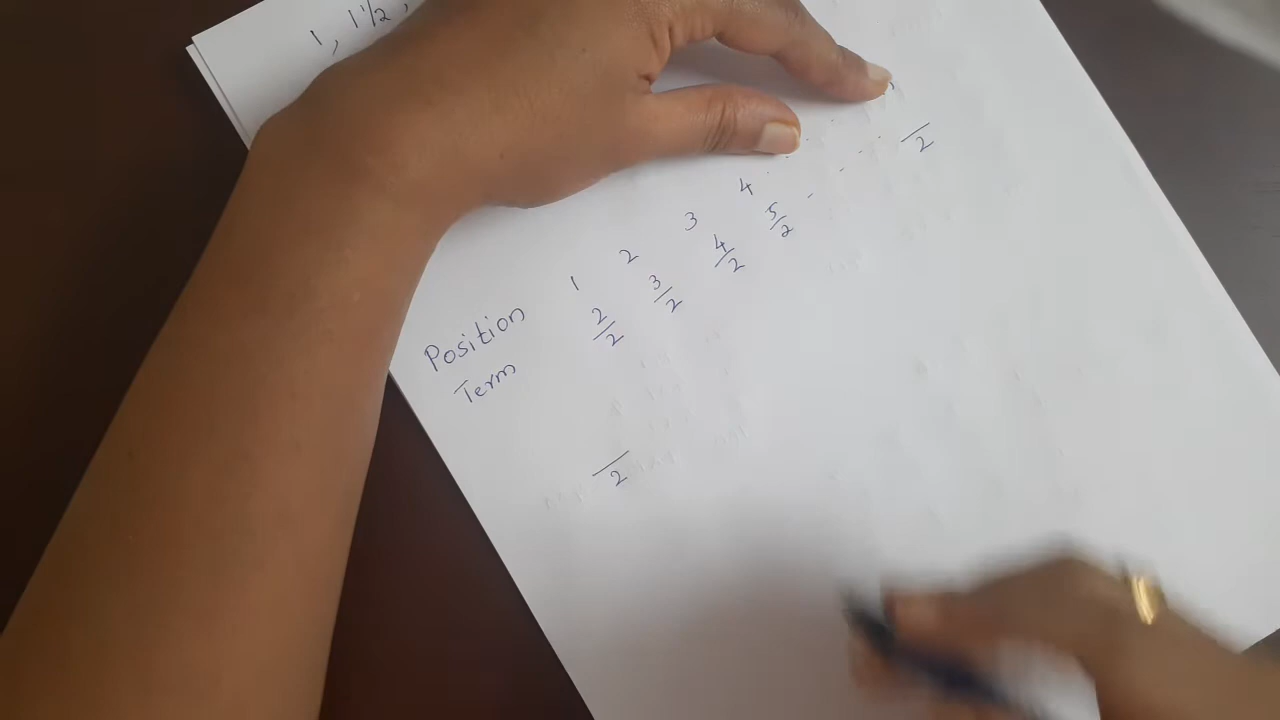 1, 1½,
Position 1 2 3 4 . . . . . ,
Term 2/2 3/2 4/2 5/2 - - - - . /2
/2